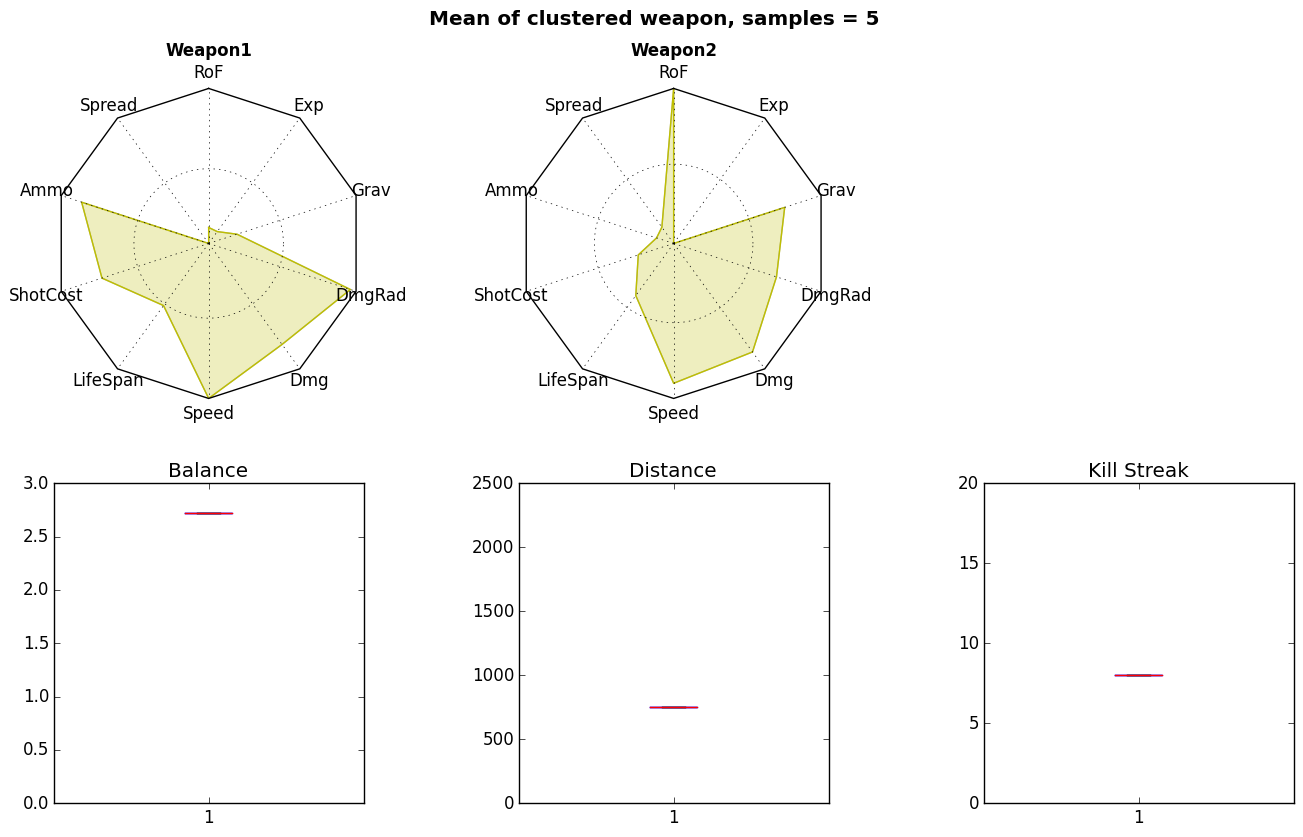 Mean of clustered weapon, samples = 5
Weapon1
RoF
Spread
Exp
Ammo
Grav
ShotCost
DmgRad
LifeSpan
Dmg
Speed
Weapon2
RoF
Spread
Exp
Ammo
Grav
ShotCost
DmgRad
LifeSpan
Dmg
Speed
Balance
3.0
2.5
2.0
1.5
1.0
0.5
0.0
1
Distance
2500
2000
1500
1000
500
0
1
Kill Streak
20
15
10
5
0
1